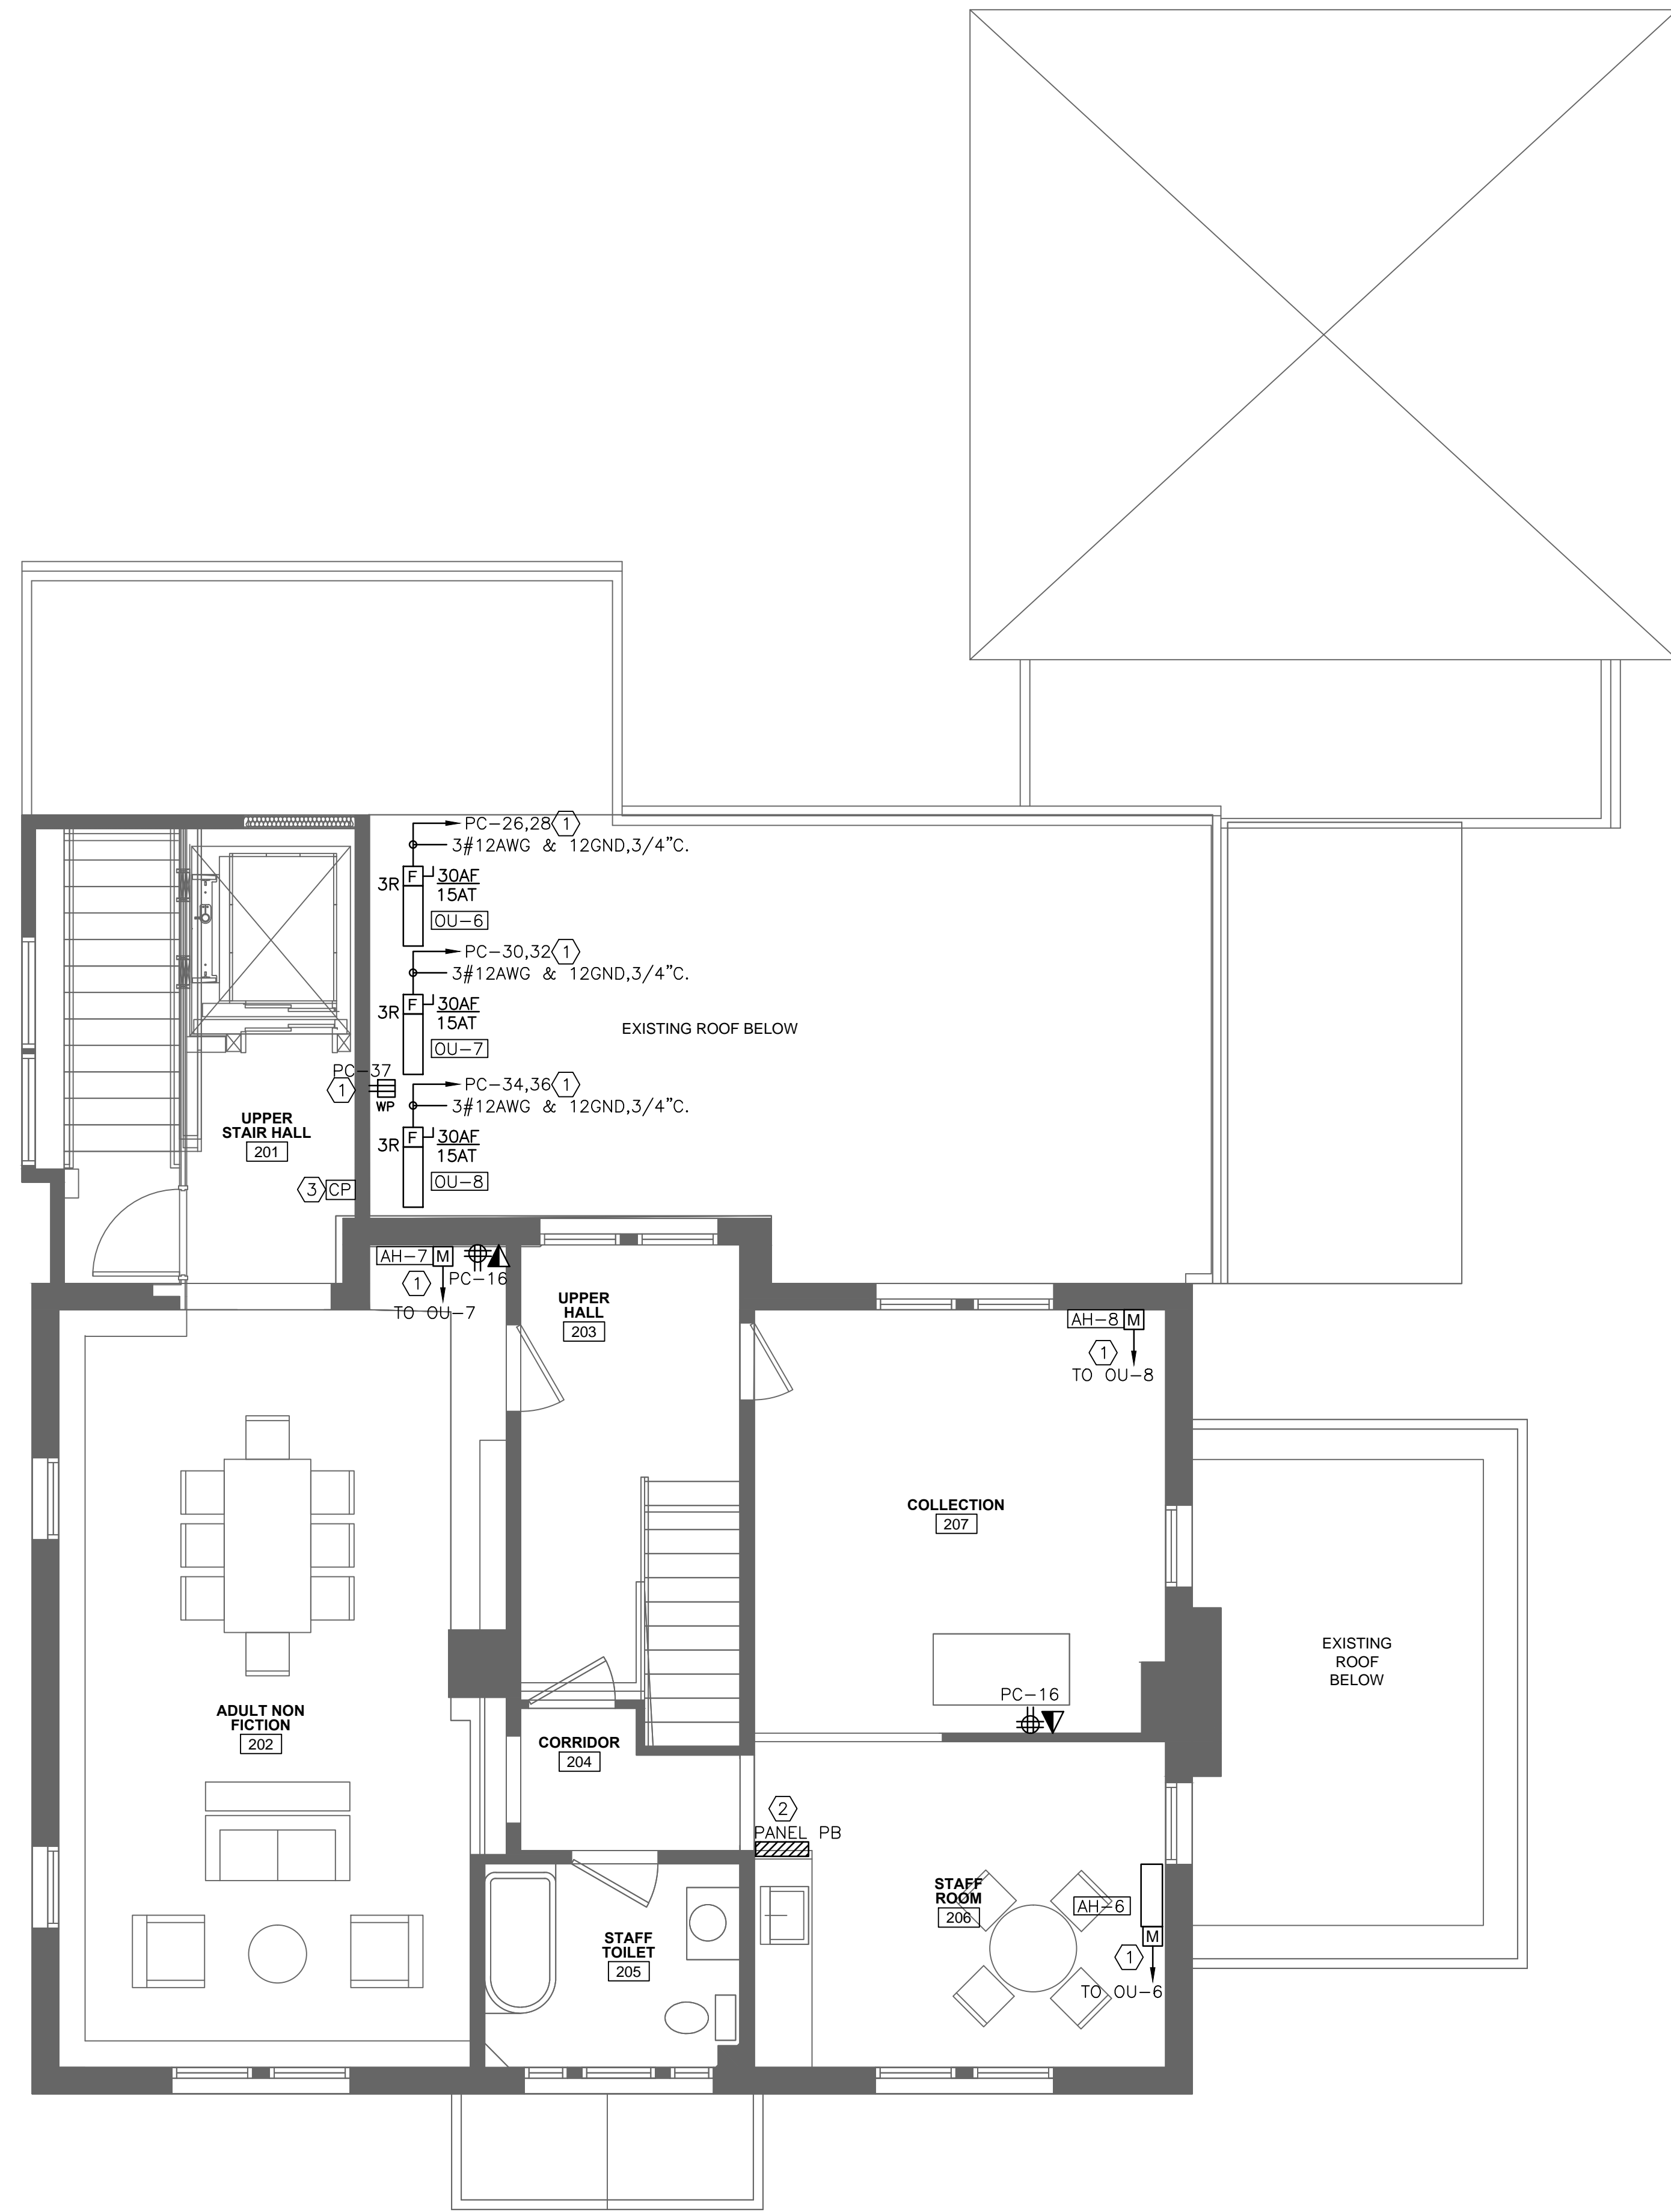 PC-26,28 1
3#12AWG & 12GND,3/4"C.
3R F 30AF
15AT
OU-6
PC-30,32 1
3#12AWG & 12GND,3/4"C.
3R F 30AF
15AT
OU-7
EXISTING ROOF BELOW
PC-37
1
WP
PC-34,36 1
3#12AWG & 12GND,3/4"C.
3R F 30AF
15AT
OU-8
UPPER
STAIR HALL
201
3 CP
AH-7 M
PC-16
1
TO OU-7
UPPER
HALL
203
AH-8 M
1
TO OU-8
COLLECTION
207
EXISTING
ROOF
BELOW
PC-16
ADULT NON
FICTION
202
CORRIDOR
204
2
PANEL PB
STAFF
ROOM
206
AH-6
M
1
TO OU-6
STAFF
TOILET
205